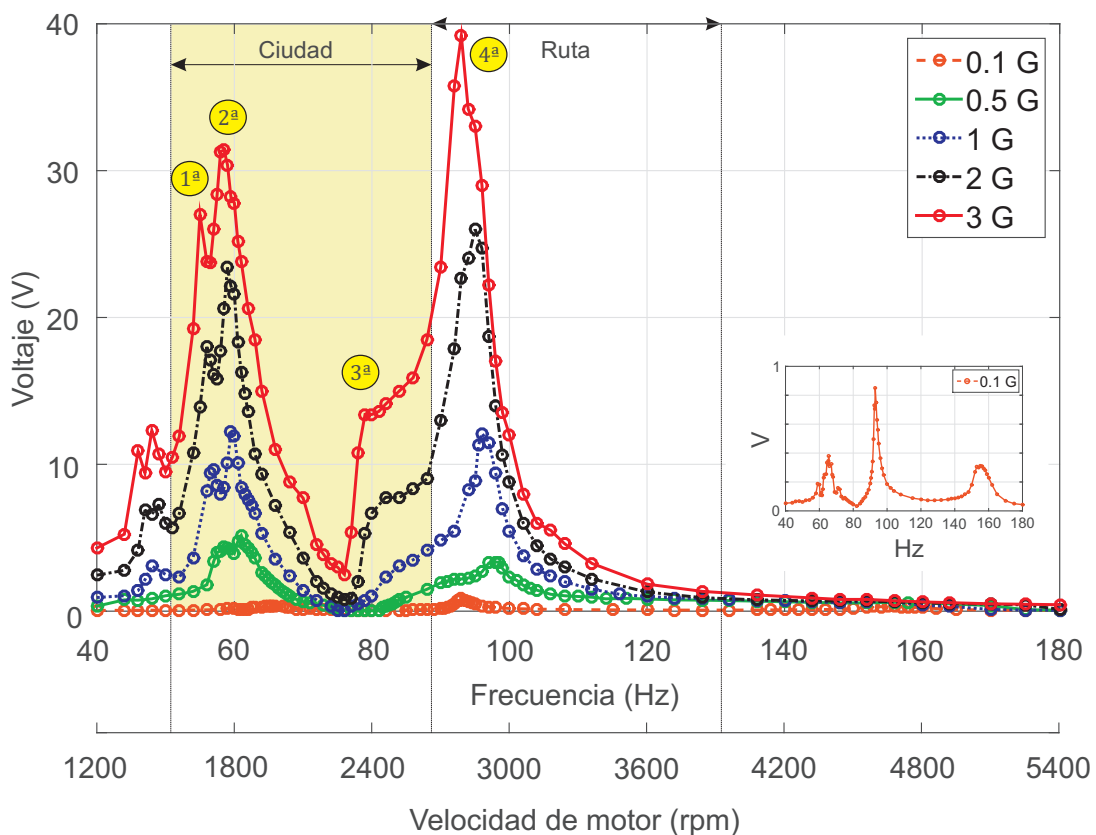 40
30
20
10
0
Voltaje (V)
Ciudad
Ruta
1ª
2ª
3ª
4ª
0.1 G
0.5 G
1 G
2 G
3 G
1
0
V
0.1 G
40 60 80 100 120 140 160 180
Hz
40 60 80 100 120 140 160 180
Frecuencia (Hz)
1200 1800 2400 3000 3600 4200 4800 5400
Velocidad de motor (rpm)